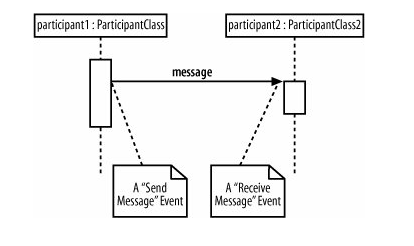 participant1 : ParticipantClass
participant2 : ParticipantClass2
message
A “Send
Message” Event
A “Receive
Message” Event